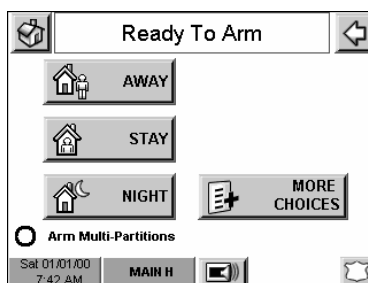 Ready To Arm
AWAY
STAY
NIGHT
MORE
CHOICES
Arm Multi-Partitions
Sat 01/01/00
7:42 AM
MAIN H